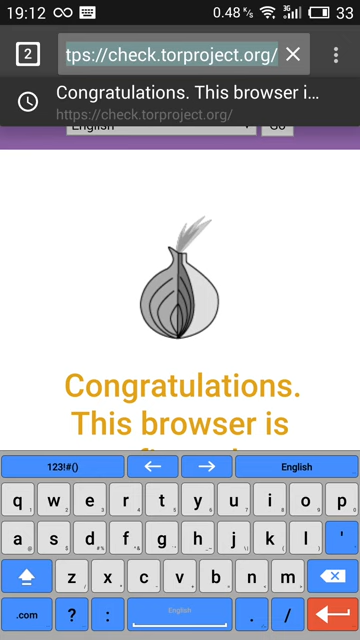 19:12 0.48 K/s 3G 33
2 tps://check.torproject.org/
Congratulations. This browser i…
https://check.torproject.org/
English Go
Congratulations.
This browser is
123!#() English
q w e r t y u i o p
a s d f g h j k l '
z x c v b n m
.com ? : English . /